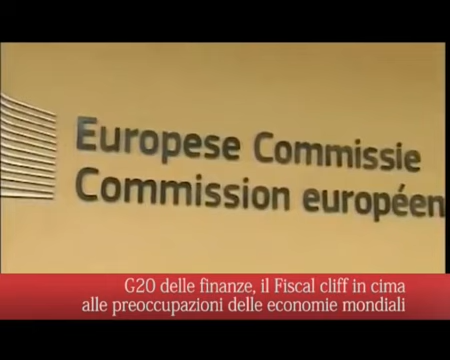 Europese Commissie
Commission européen
G20 delle finanze, il Fiscal cliff in cima
alle preoccupazioni delle economie mondiali